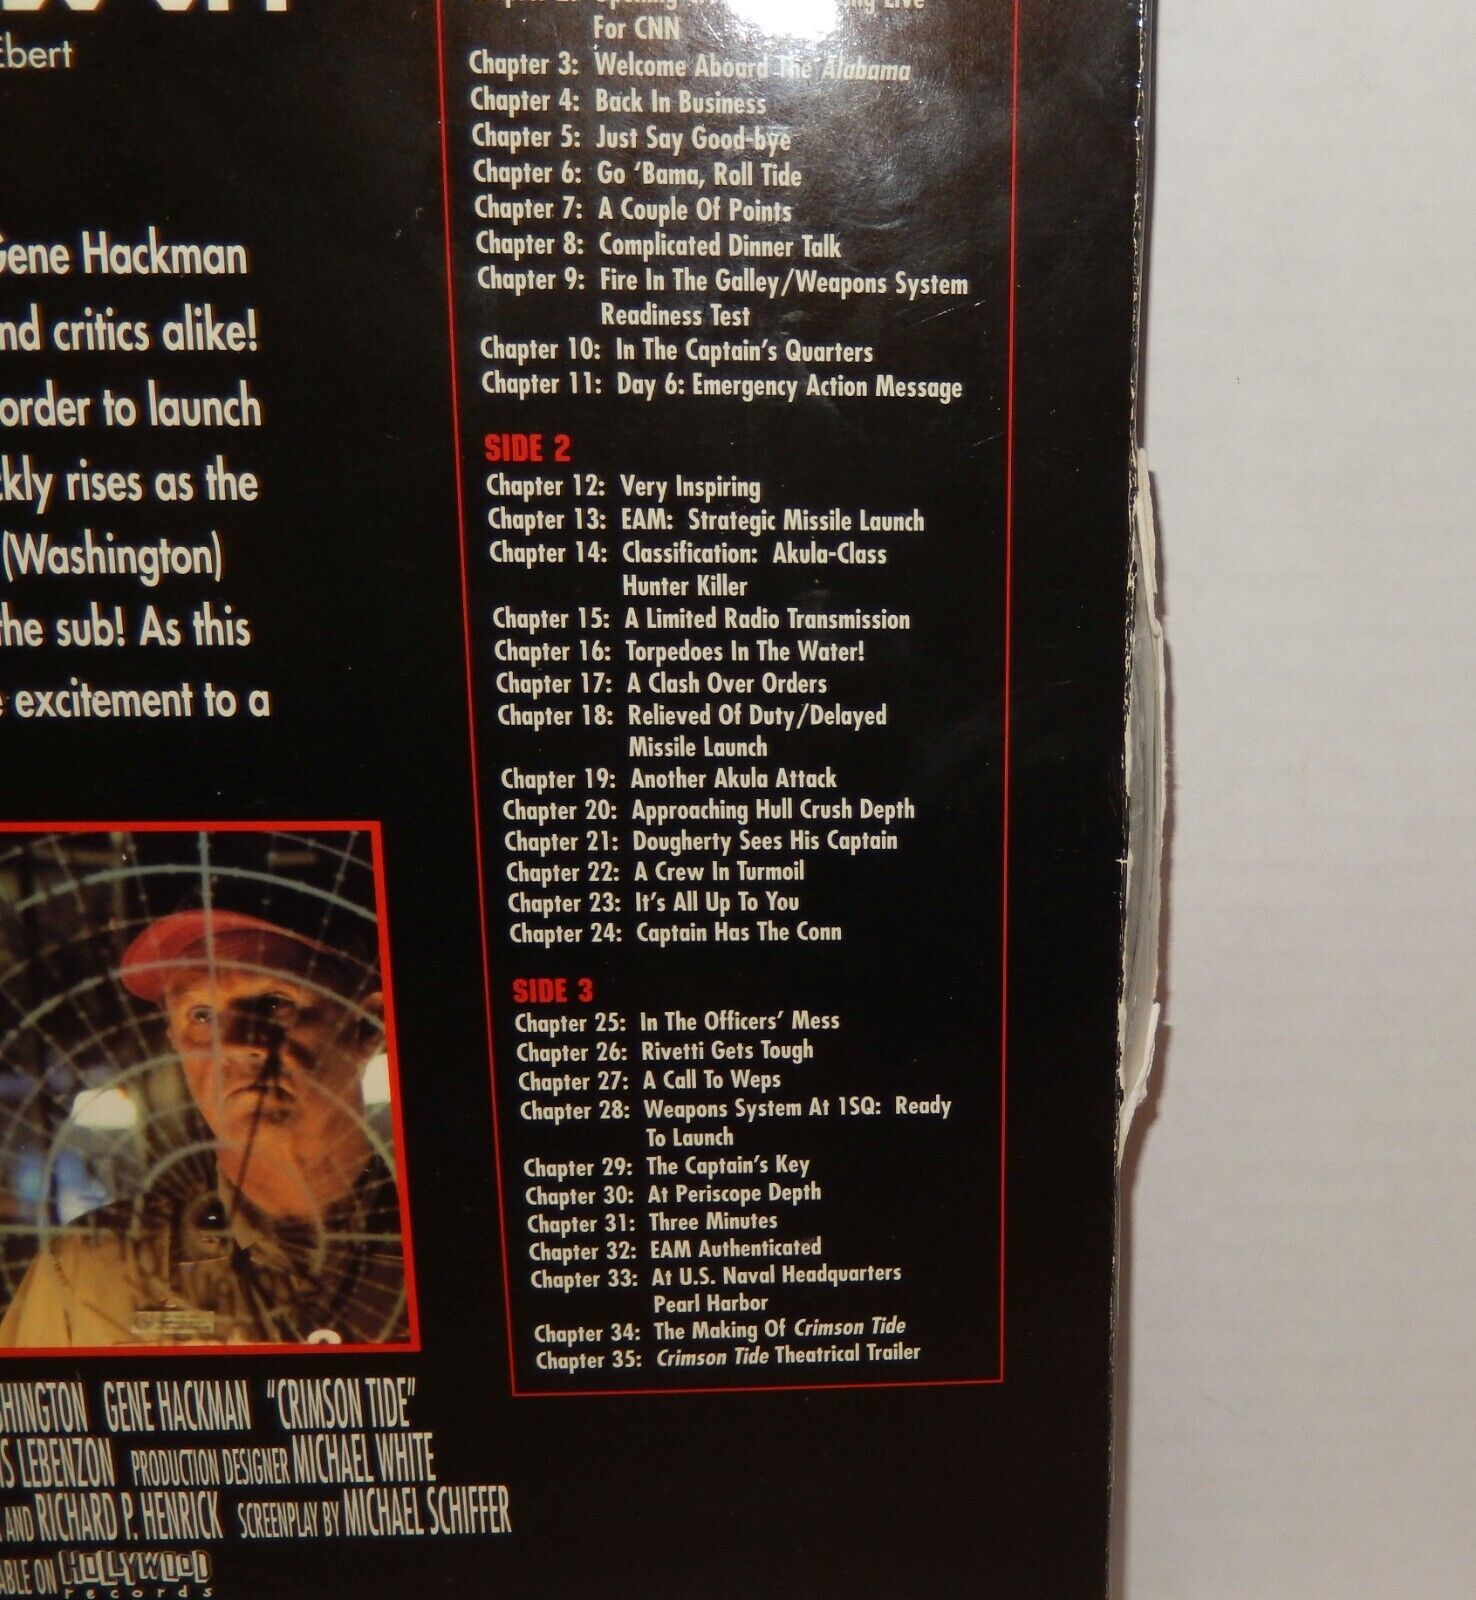 Ebert
Gene Hackman
nd critics alike!
order to launch
ckly rises as the
(Washington)
the sub! As this
excitement to a
For CNN
Chapter 3: Welcome Aboard The Alabama
Chapter 4: Back In Business
Chapter 5: Just Say Good-bye
Chapter 6: Go ‘Bama, Roll Tide
Chapter 7: A Couple Of Points
Chapter 8: Complicated Dinner Talk
Chapter 9: Fire In The Galley/Weapons System
Readiness Test
Chapter 10: In The Captain’s Quarters
Chapter 11: Day 6: Emergency Action Message
SIDE 2
Chapter 12: Very Inspiring
Chapter 13: EAM: Strategic Missile Launch
Chapter 14: Classification: Akula-Class
Hunter Killer
Chapter 15: A Limited Radio Transmission
Chapter 16: Torpedoes In The Water!
Chapter 17: A Clash Over Orders
Chapter 18: Relieved Of Duty/Delayed
Missile Launch
Chapter 19: Another Akula Attack
Chapter 20: Approaching Hull Crush Depth
Chapter 21: Dougherty Sees His Captain
Chapter 22: A Crew In Turmoil
Chapter 23: It’s All Up To You
Chapter 24: Captain Has The Conn
SIDE 3
Chapter 25: In The Officers’ Mess
Chapter 26: Rivetti Gets Tough
Chapter 27: A Call To Weps
Chapter 28: Weapons System At 1SQ: Ready
To Launch
Chapter 29: The Captain’s Key
Chapter 30: At Periscope Depth
Chapter 31: Three Minutes
Chapter 32: EAM Authenticated
Chapter 33: At U.S. Naval Headquarters
Pearl Harbor
Chapter 34: The Making Of Crimson Tide
Chapter 35: Crimson Tide Theatrical Trailer
SHINGTON GENE HACKMAN “CRIMSON TIDE”
IS LEBENZON PRODUCTION DESIGNER MICHAEL WHITE
AND RICHARD P. HENRICK SCREENPLAY BY MICHAEL SCHIFFER
ABLE ON HOLLYWOOD
records